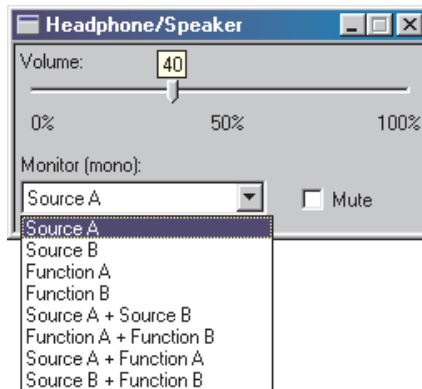 Headphone/Speaker
Volume:
40
0% 50% 100%
Monitor (mono):
Source A Mute
Source A
Source B
Function A
Function B
Source A + Source B
Function A + Function B
Source A + Function A
Source B + Function B